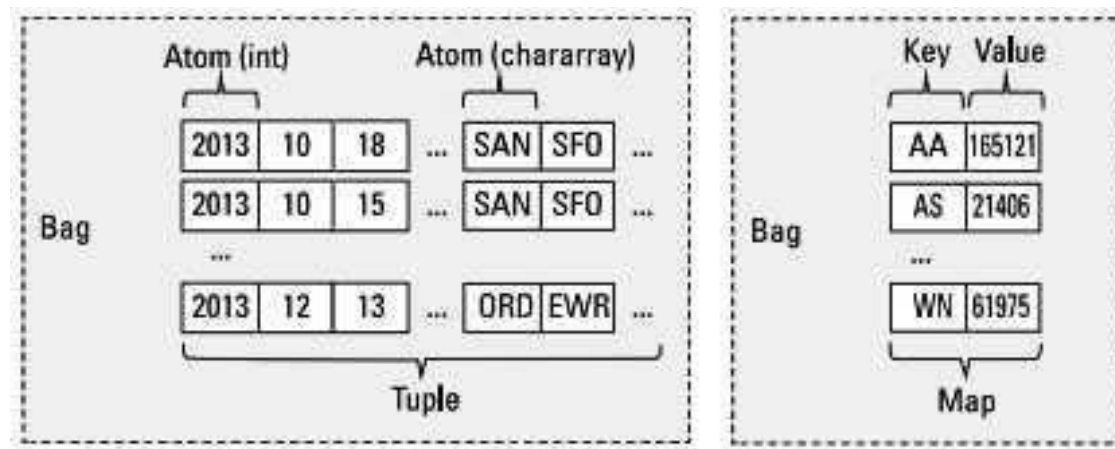 Atom (int) Atom (chararray)
2013 10 18 ... SAN SFO ...
2013 10 15 ... SAN SFO ...
Bag
...
2013 12 13 ... ORD EWR ...
Tuple
Key Value
AA 165121
AS 21406
Bag
...
WN 61975
Map